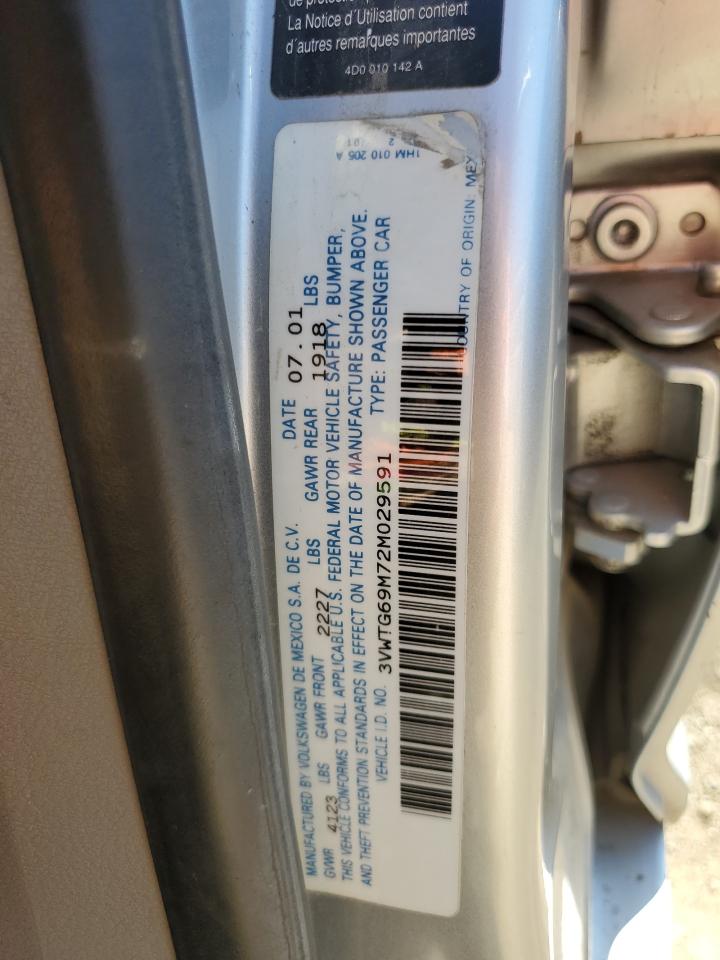 La Notice d'Utilisation contient
d'autres remarques importantes
4D0 010 142 A
1HM 010 205 A
MANUFACTURED BY VOLKSWAGEN DE MEXICO S.A. DE C.V. DATE 07.01
GVWR 4123 LBS GAWR FRONT 2227 LBS GAWR REAR 1918 LBS
THIS VEHICLE CONFORMS TO ALL APPLICABLE U.S. FEDERAL MOTOR VEHICLE SAFETY, BUMPER,
AND THEFT PREVENTION STANDARDS IN EFFECT ON THE DATE OF MANUFACTURE SHOWN ABOVE.
VEHICLE I.D. NO. 3VWTG69M72M029591 TYPE: PASSENGER CAR
COUNTRY OF ORIGIN: MEX